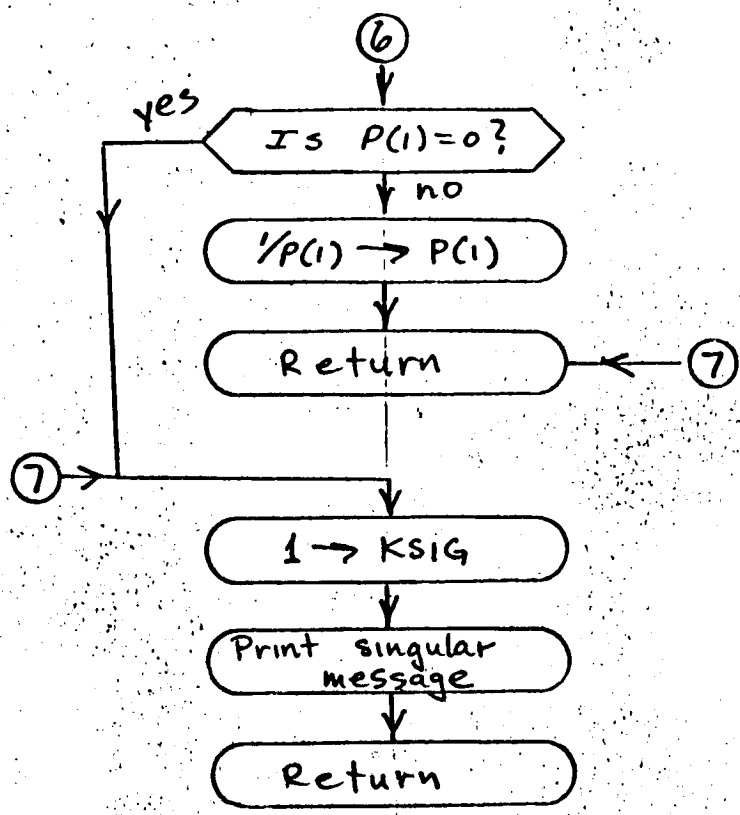 6
yes
Is P(1)=0?
no
1/P(1) → P(1)
Return
7
7
1 → KSIG
Print singular
message
Return